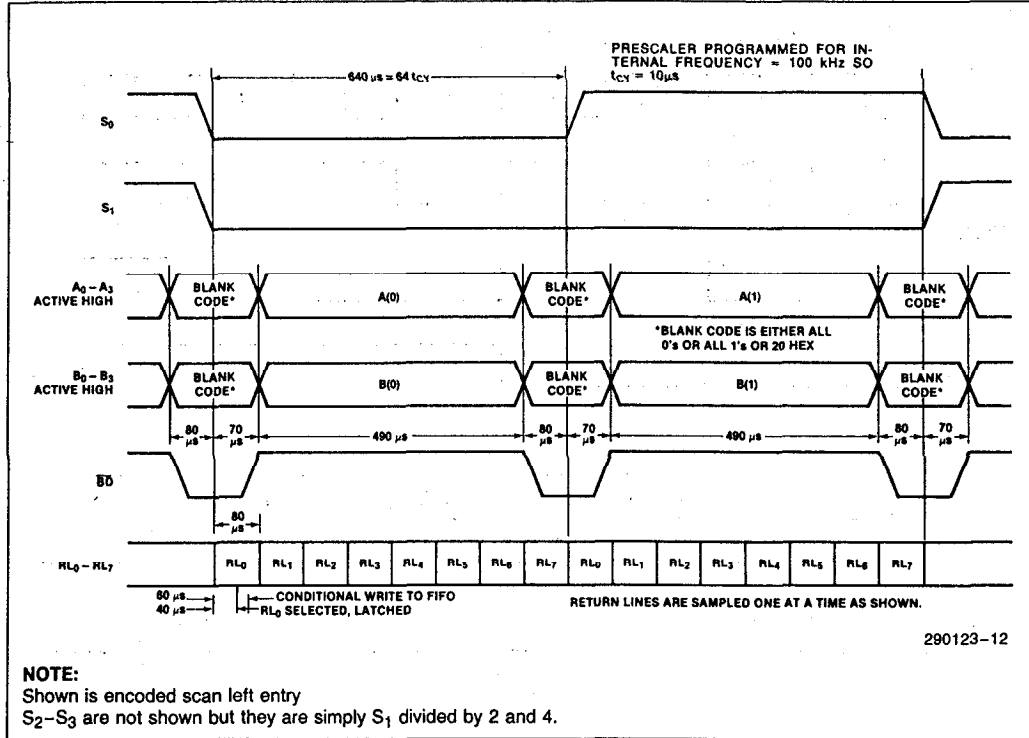 PRESCALER PROGRAMMED FOR IN-
TERNAL FREQUENCY = 100 kHz SO
tCY = 10µs
640 µs = 64 tCY
S0
S1
A0 – A3
ACTIVE HIGH
BLANK
CODE*
A(0)
BLANK
CODE*
A(1)
BLANK
CODE*
*BLANK CODE IS EITHER ALL
0's OR ALL 1's OR 20 HEX
B0 – B3
ACTIVE HIGH
BLANK
CODE*
B(0)
BLANK
CODE*
B(1)
BLANK
CODE*
80 µs
70 µs
490 µs
80 µs
70 µs
490 µs
80 µs
70 µs
BD
80 µs
RL0 – RL7
RL0 RL1 RL2 RL3 RL4 RL5 RL6 RL7 RL0 RL1 RL2 RL3 RL4 RL5 RL6 RL7
60 µs
CONDITIONAL WRITE TO FIFO
40 µs
RL0 SELECTED, LATCHED
RETURN LINES ARE SAMPLED ONE AT A TIME AS SHOWN.
290123–12
NOTE:
Shown is encoded scan left entry
S2–S3 are not shown but they are simply S1 divided by 2 and 4.